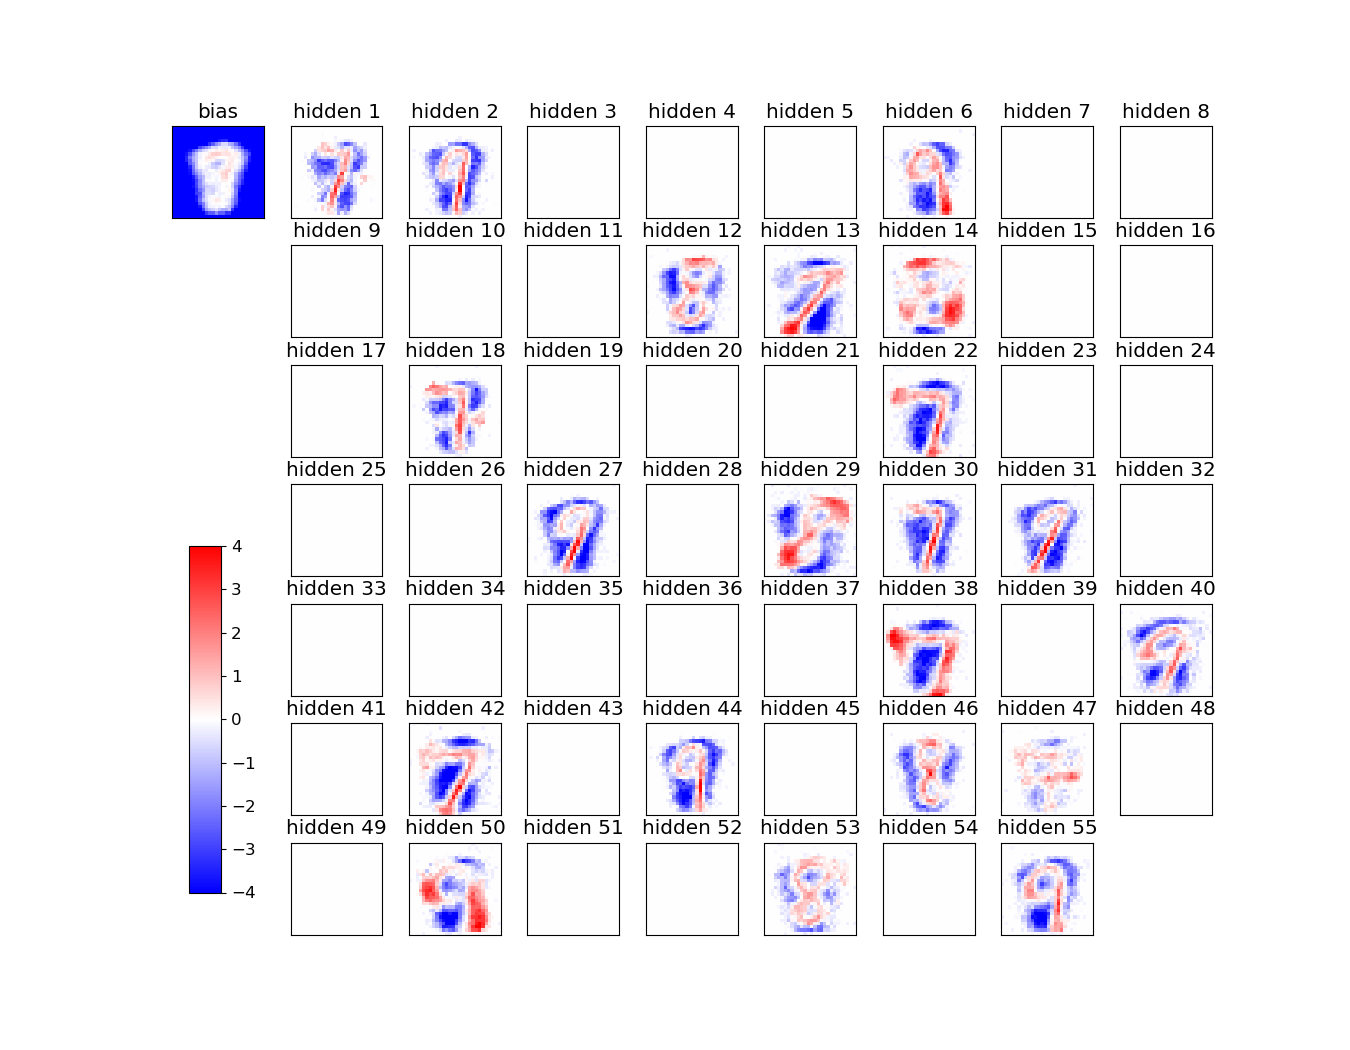 bias hidden 1 hidden 2 hidden 3 hidden 4 hidden 5 hidden 6 hidden 7 hidden 8
hidden 9 hidden 10 hidden 11 hidden 12 hidden 13 hidden 14 hidden 15 hidden 16
hidden 17 hidden 18 hidden 19 hidden 20 hidden 21 hidden 22 hidden 23 hidden 24
hidden 25 hidden 26 hidden 27 hidden 28 hidden 29 hidden 30 hidden 31 hidden 32
hidden 33 hidden 34 hidden 35 hidden 36 hidden 37 hidden 38 hidden 39 hidden 40
hidden 41 hidden 42 hidden 43 hidden 44 hidden 45 hidden 46 hidden 47 hidden 48
hidden 49 hidden 50 hidden 51 hidden 52 hidden 53 hidden 54 hidden 55
4
3
2
1
0
−1
−2
−3
−4